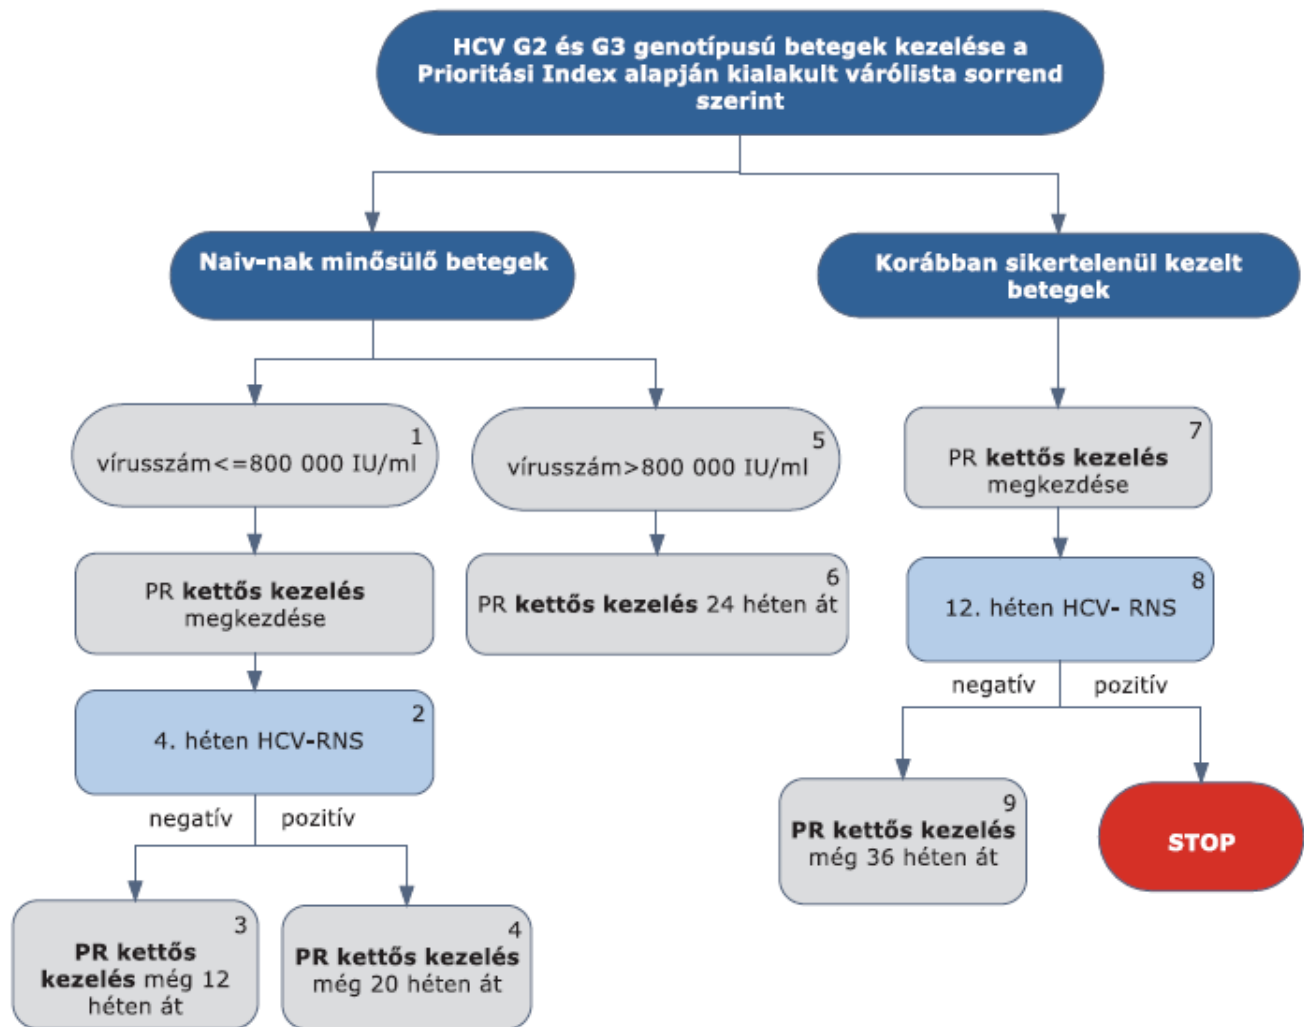 HCV G2 és G3 genotípusú betegek kezelése a
Prioritási Index alapján kialakult várólista sorrend
szerint
Naiv-nak minősülő betegek
Korábban sikertelenül kezelt
betegek
1
vírusszám<=800 000 IU/ml
5
vírusszám>800 000 IU/ml
7
PR kettős kezelés
megkezdése
PR kettős kezelés
megkezdése
6
PR kettős kezelés 24 héten át
8
12. héten HCV- RNS
2
4. héten HCV-RNS
negatív
pozitív
negatív
pozitív
9
PR kettős kezelés
még 36 héten át
STOP
3
PR kettős
kezelés még 12
héten át
4
PR kettős kezelés
még 20 héten át